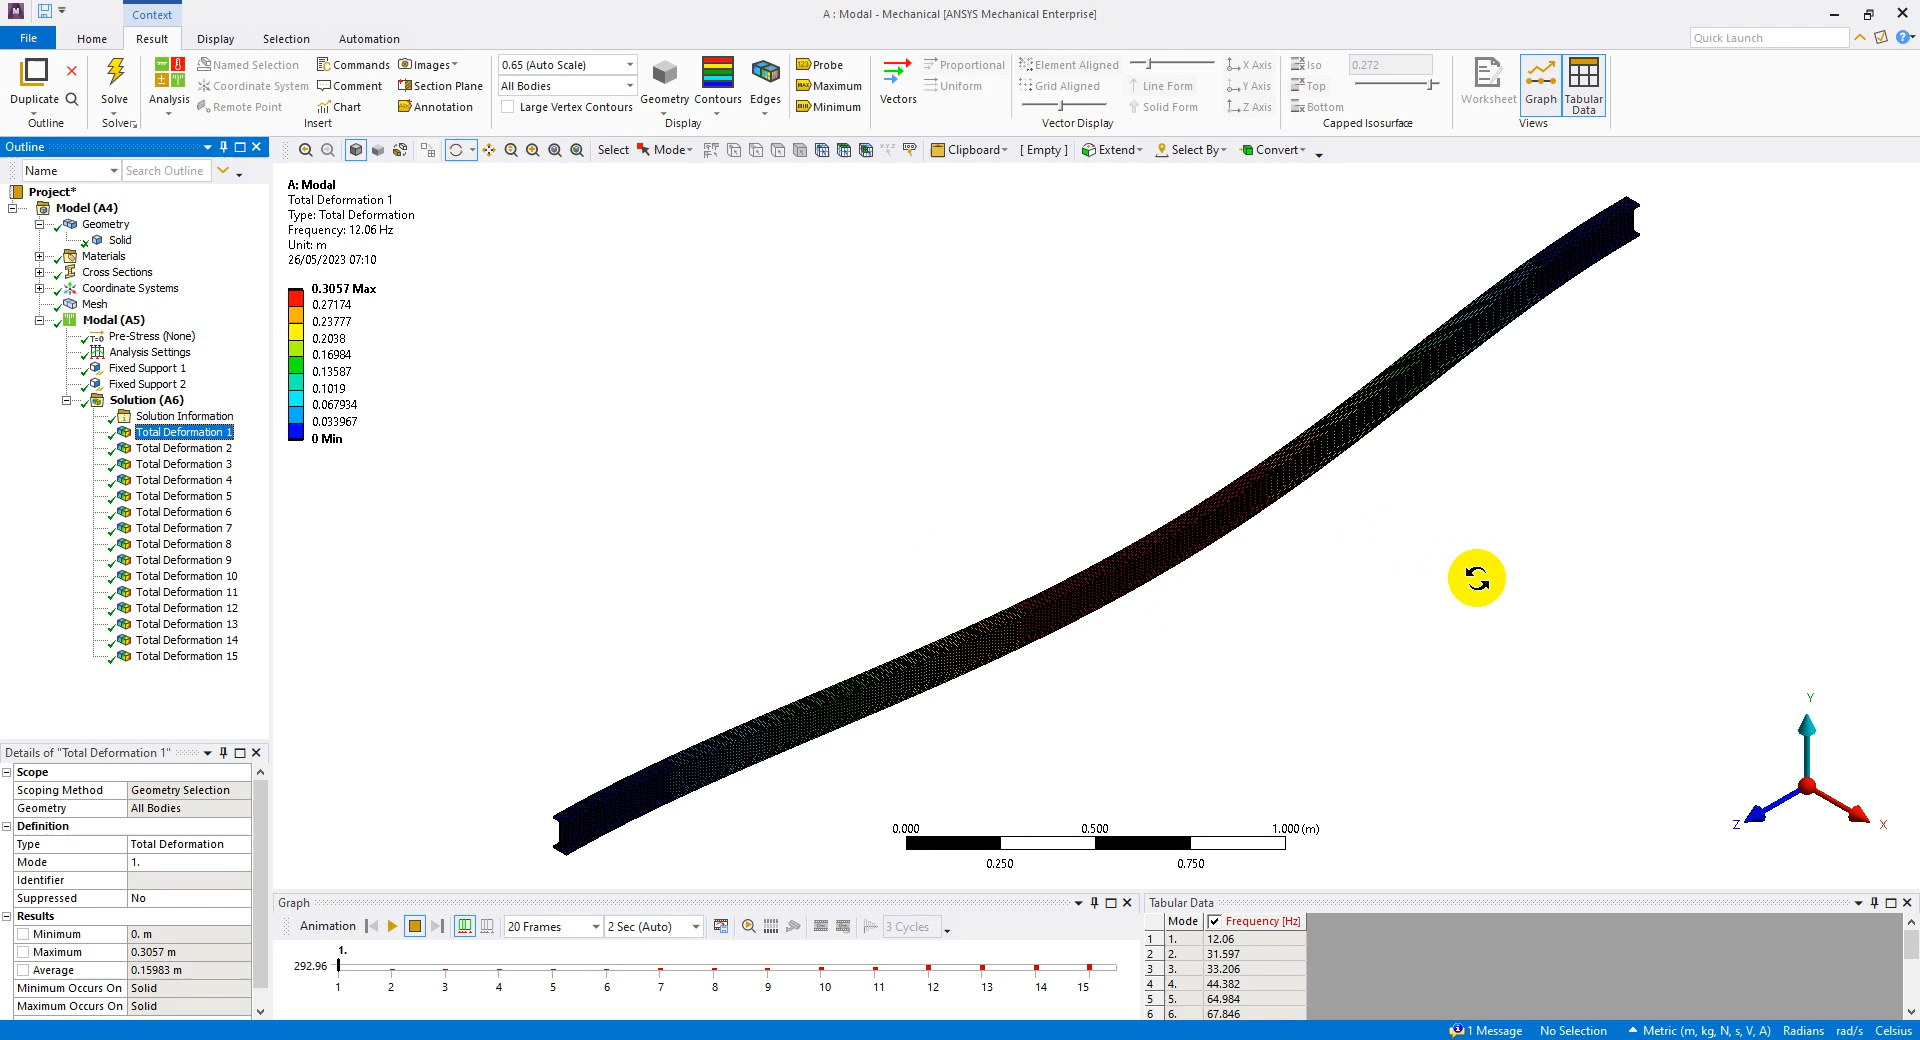 Context
A : Modal - Mechanical [ANSYS Mechanical Enterprise]
File Home Result Display Selection Automation
Quick Launch
Duplicate
Outline
Solve
Solver
Analysis
Named Selection
Coordinate System
Remote Point
Commands
Comment
Chart
Images
Section Plane
Annotation
Insert
0.65 (Auto Scale)
All Bodies
Large Vertex Contours
Geometry
Contours
Edges
Display
Probe
Maximum
Minimum
Vectors
Proportional
Uniform
Element Aligned
Grid Aligned
Line Form
Solid Form
X Axis
Y Axis
Z Axis
Vector Display
Iso
Top
Bottom
0.272
Capped Isosurface
Worksheet
Graph
Tabular Data
Views
Outline
Name Search Outline
Select Mode Clipboard [ Empty ] Extend Select By Convert
Project*
Model (A4)
Geometry
Solid
Materials
Cross Sections
Coordinate Systems
Mesh
Modal (A5)
Pre-Stress (None)
Analysis Settings
Fixed Support 1
Fixed Support 2
Solution (A6)
Solution Information
Total Deformation 1
Total Deformation 2
Total Deformation 3
Total Deformation 4
Total Deformation 5
Total Deformation 6
Total Deformation 7
Total Deformation 8
Total Deformation 9
Total Deformation 10
Total Deformation 11
Total Deformation 12
Total Deformation 13
Total Deformation 14
Total Deformation 15
A: Modal
Total Deformation 1
Type: Total Deformation
Frequency: 12.06 Hz
Unit: m
26/05/2023 07:10
0.3057 Max
0.27174
0.23777
0.2038
0.16984
0.13587
0.1019
0.067934
0.033967
0 Min
Y
Z
X
0.000 0.500 1.000 (m)
0.250 0.750
Details of "Total Deformation 1"
Scope
Scoping Method Geometry Selection
Geometry All Bodies
Definition
Type Total Deformation
Mode 1.
Identifier
Suppressed No
Results
Minimum 0. m
Maximum 0.3057 m
Average 0.15983 m
Minimum Occurs On Solid
Maximum Occurs On Solid
Graph
Animation 20 Frames 2 Sec (Auto) 3 Cycles
1.
292.96
1 2 3 4 5 6 7 8 9 10 11 12 13 14 15
Tabular Data
Mode Frequency [Hz]
1 1. 12.06
2 2. 31.597
3 3. 33.206
4 4. 44.382
5 5. 64.984
6 6. 67.846
1 Message No Selection Metric (m, kg, N, s, V, A) Radians rad/s Celsius